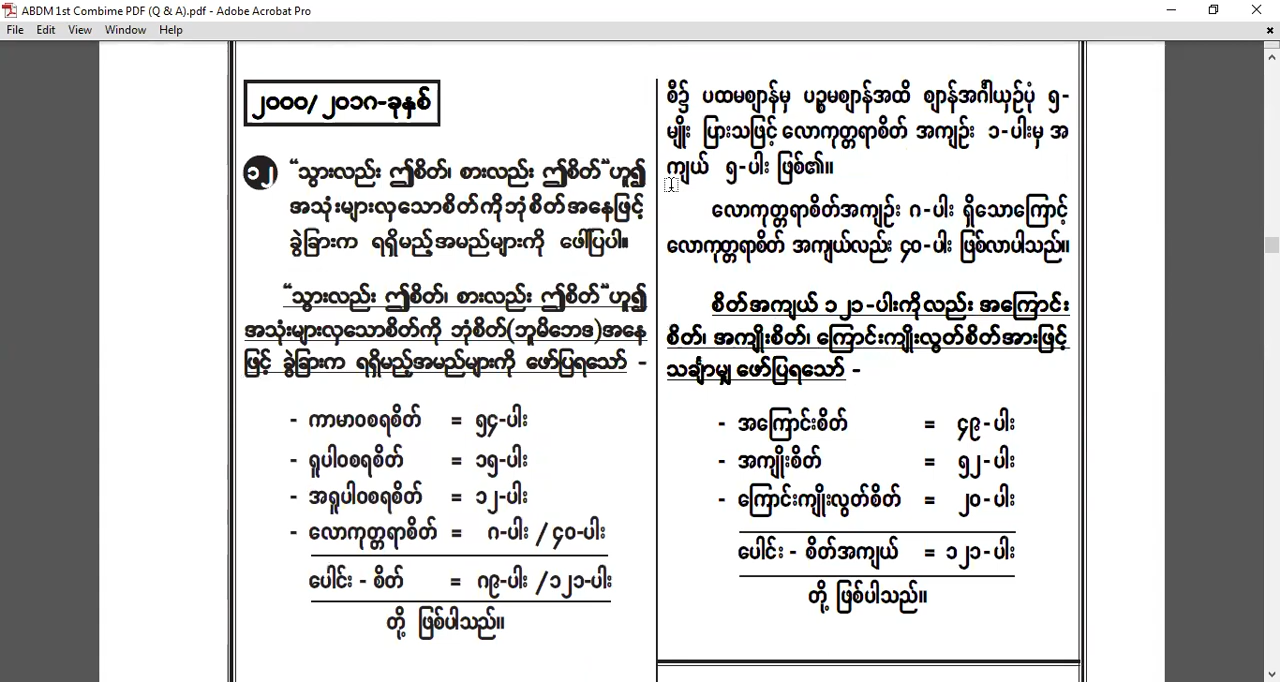 ABDM 1st Combime PDF (Q & A).pdf - Adobe Acrobat Pro
File Edit View Window Help
၂၀၀၀/၂၀၁၈-ခုနှစ်
၁၂ “သွားလည်း ဤစိတ်၊ စားလည်း ဤစိတ်“ဟူ၍
အသုံးများလှသောစိတ်ကိုဘုံစိတ်အနေဖြင့်
ခွဲခြားက ရရှိမည့်အမည်များကို ဖေါ်ပြပါ။
“သွားလည်း ဤစိတ်၊ စားလည်း ဤစိတ်“ဟူ၍
အသုံးများလှသောစိတ်ကို ဘုံစိတ်(ဘူမိဘေဒ)အနေ
ဖြင့် ခွဲခြားက ရရှိမည့်အမည်များကို ဖော်ပြရသော် -
- ကာမာဝစရစိတ် = ၅၄-ပါး
- ရူပါဝစရစိတ် = ၁၅-ပါး
- အရူပါဝစရစိတ် = ၁၂-ပါး
- လောကုတ္တရာစိတ် = ၈-ပါး / ၄၀-ပါး
ပေါင်း - စိတ် = ၈၉-ပါး /၁၂၁-ပါး
တို့ ဖြစ်ပါသည်။
စီ၌ ပထမဈာန်မှ ပဉ္စမဈာန်အထိ ဈာန်အင်္ဂါယှဉ်ပုံ ၅-
မျိုး ပြားသဖြင့် လောကုတ္တရာစိတ် အကျဉ်း ၁-ပါးမှ အ
ကျယ် ၅-ပါး ဖြစ်၏။
လောကုတ္တရာစိတ်အကျဉ်း ၈-ပါး ရှိသောကြောင့်
လောကုတ္တရာစိတ် အကျယ်လည်း ၄၀-ပါး ဖြစ်လာပါသည်။
စိတ်အကျယ် ၁၂၁-ပါးကိုလည်း အကြောင်း
စိတ်၊ အကျိုးစိတ်၊ ကြောင်းကျိုးလွတ်စိတ်အားဖြင့်
သင်္ချာမျှ ဖော်ပြရသော် -
- အကြောင်းစိတ် = ၄၉-ပါး
- အကျိုးစိတ် = ၅၂-ပါး
- ကြောင်းကျိုးလွတ်စိတ် = ၂၀-ပါး
ပေါင်း - စိတ်အကျယ် = ၁၂၁-ပါး
တို့ ဖြစ်ပါသည်။